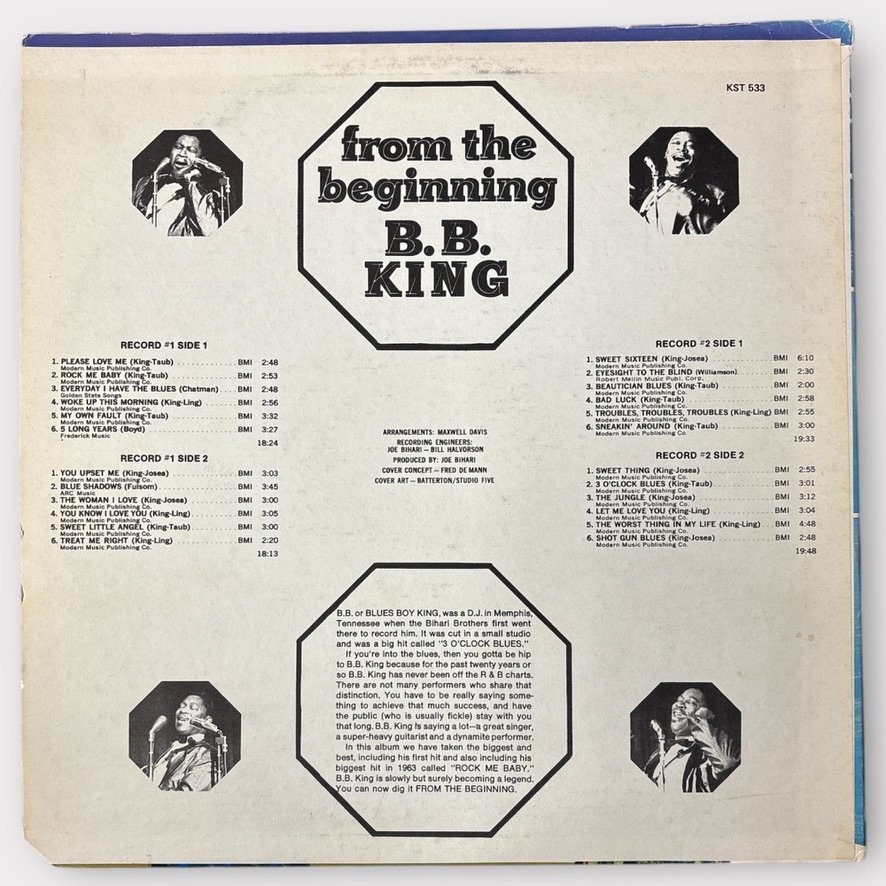 KST 533
from the
beginning
B.B.
KING
RECORD #1 SIDE 1
1. PLEASE LOVE ME (King-Taub) . . . . . . . . . . . . . BMI 2:48
Modern Music Publishing Co.
2. ROCK ME BABY (King-Taub) . . . . . . . . . . . . . . BMI 2:53
Modern Music Publishing Co.
3. EVERYDAY I HAVE THE BLUES (Chatman) . . . . BMI 2:48
Golden State Songs
4. WOKE UP THIS MORNING (King-Ling) . . . . . . . BMI 2:56
Modern Music Publishing Co.
5. MY OWN FAULT (King-Taub) . . . . . . . . . . . . . . BMI 3:32
Modern Music Publishing Co.
6. 5 LONG YEARS (Boyd) . . . . . . . . . . . . . . . . . . . BMI 3:27
Frederick Music
18:24
RECORD #1 SIDE 2
1. YOU UPSET ME (King-Josea) . . . . . . . . . . . . . . BMI 3:03
Modern Music Publishing Co.
2. BLUE SHADOWS (Fulsom) . . . . . . . . . . . . . . . . BMI 3:45
ARC Music
3. THE WOMAN I LOVE (King-Josea) . . . . . . . . . . BMI 3:00
Modern Music Publishing Co.
4. YOU KNOW I LOVE YOU (King-Ling) . . . . . . . . BMI 3:05
Modern Music Publishing Co.
5. SWEET LITTLE ANGEL (King-Taub) . . . . . . . . . BMI 3:00
Modern Music Publishing Co.
6. TREAT ME RIGHT (King-Ling) . . . . . . . . . . . . . BMI 2:20
Modern Music Publishing Co.
18:13
ARRANGEMENTS: MAXWELL DAVIS
RECORDING ENGINEERS:
JOE BIHARI – BILL HALVORSON
PRODUCED BY: JOE BIHARI
COVER CONCEPT – FRED DE MANN
COVER ART – BATTERTON/STUDIO FIVE
RECORD #2 SIDE 1
1. SWEET SIXTEEN (King-Josea) . . . . . . . . . . . . . BMI 6:10
Modern Music Publishing Co.
2. EYESIGHT TO THE BLIND (Williamson) . . . . . . BMI 2:30
Robert Mellin Music Publ. Corp.
3. BEAUTICIAN BLUES (King-Taub) . . . . . . . . . . . BMI 2:00
Modern Music Publishing Co.
4. BAD LUCK (King-Taub) . . . . . . . . . . . . . . . . . . BMI 2:58
Modern Music Publishing Co.
5. TROUBLES, TROUBLES, TROUBLES (King-Ling) BMI 2:55
Modern Music Publishing Co.
6. SNEAKIN' AROUND (King-Taub) . . . . . . . . . . . BMI 3:00
Modern Music Publishing Co.
19:33
RECORD #2 SIDE 2
1. SWEET THING (King-Josea) . . . . . . . . . . . . . . . BMI 2:55
Modern Music Publishing Co.
2. 3 O'CLOCK BLUES (King-Taub) . . . . . . . . . . . . BMI 3:01
Modern Music Publishing Co.
3. THE JUNGLE (King-Josea) . . . . . . . . . . . . . . . . BMI 3:12
Modern Music Publishing Co.
4. LET ME LOVE YOU (King-Ling) . . . . . . . . . . . . BMI 3:04
Modern Music Publishing Co.
5. THE WORST THING IN MY LIFE (King-Ling) . . . BMI 4:48
Modern Music Publishing Co.
6. SHOT GUN BLUES (King-Josea) . . . . . . . . . . . . BMI 2:48
Modern Music Publishing Co.
19:48
B.B. or BLUES BOY KING, was a D.J. in Memphis,
Tennessee when the Bihari Brothers first went
there to record him. It was cut in a small studio
and was a big hit called "3 O'CLOCK BLUES."
If you're into the blues, then you gotta be hip
to B.B. King because for the past twenty years or
so B.B. King has never been off the R & B charts.
There are not many performers who share that
distinction. You have to be really saying some-
thing to achieve that much success, and have
the public (who is usually fickle) stay with you
that long. B.B. King is saying a lot—a great singer,
a super-heavy guitarist and a dynamite performer.
In this album we have taken the biggest and
best, including his first hit and also including his
biggest hit in 1963 called "ROCK ME BABY."
B.B. King is slowly but surely becoming a legend.
You can now dig it FROM THE BEGINNING.